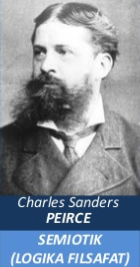 Charles Sanders
PEIRCE
SEMIOTIK
(LOGIKA FILSAFAT)